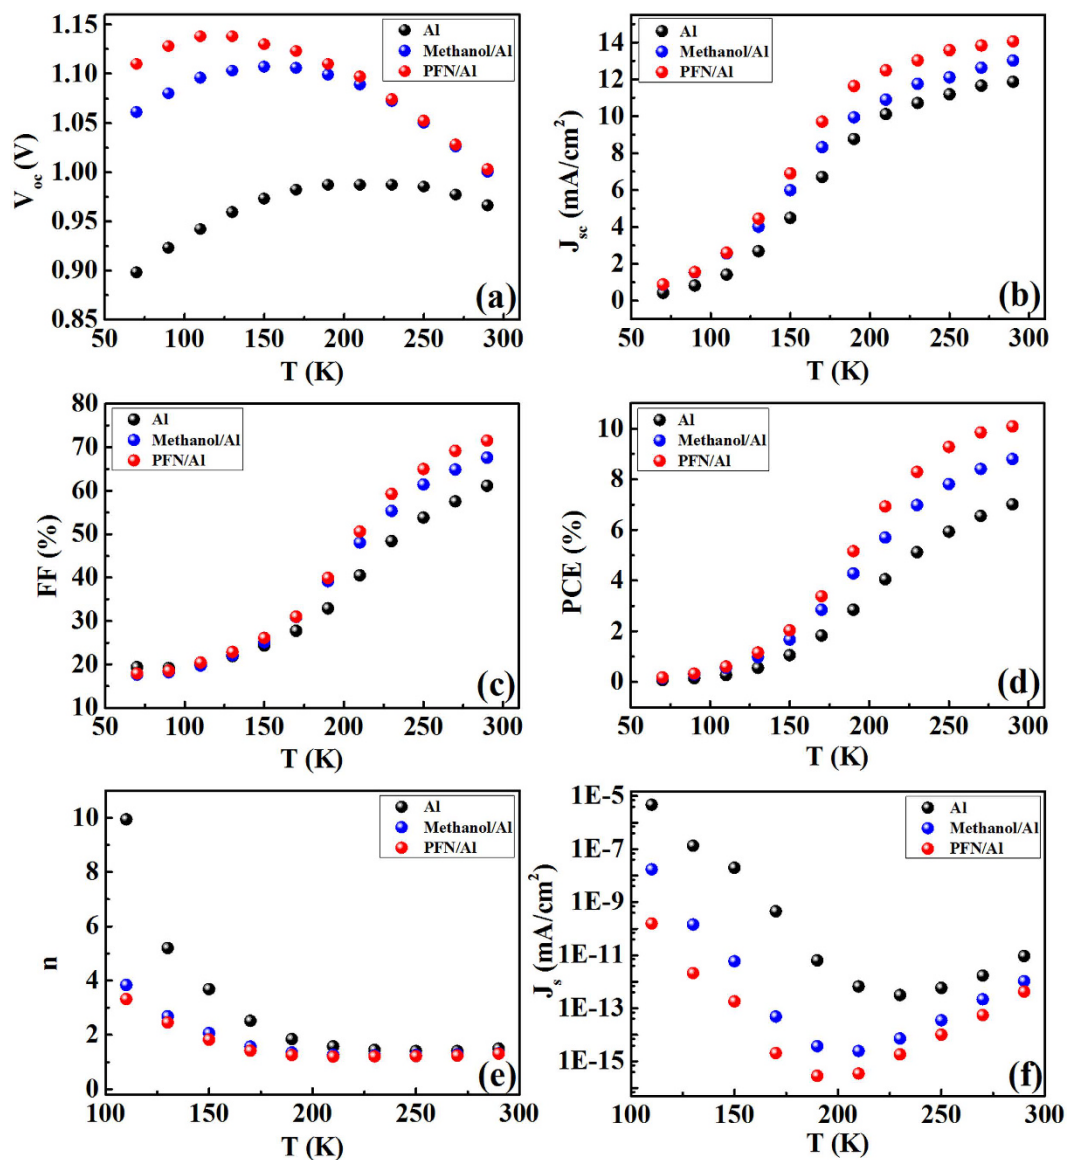 1.15
1.10
1.05
1.00
0.95
0.90
0.85
V_oc (V)
Al
Methanol/Al
PFN/Al
(a)
50 100 150 200 250 300
T (K)
14
12
10
8
6
4
2
0
J_sc (mA/cm²)
Al
Methanol/Al
PFN/Al
(b)
50 100 150 200 250 300
T (K)
80
70
60
50
40
30
20
10
FF (%)
Al
Methanol/Al
PFN/Al
(c)
50 100 150 200 250 300
T (K)
10
8
6
4
2
0
PCE (%)
Al
Methanol/Al
PFN/Al
(d)
50 100 150 200 250 300
T (K)
10
8
6
4
2
0
n
Al
Methanol/Al
PFN/Al
(e)
100 150 200 250 300
T (K)
1E-5
1E-7
1E-9
1E-11
1E-13
1E-15
J_s (mA/cm²)
Al
Methanol/Al
PFN/Al
(f)
100 150 200 250 300
T (K)